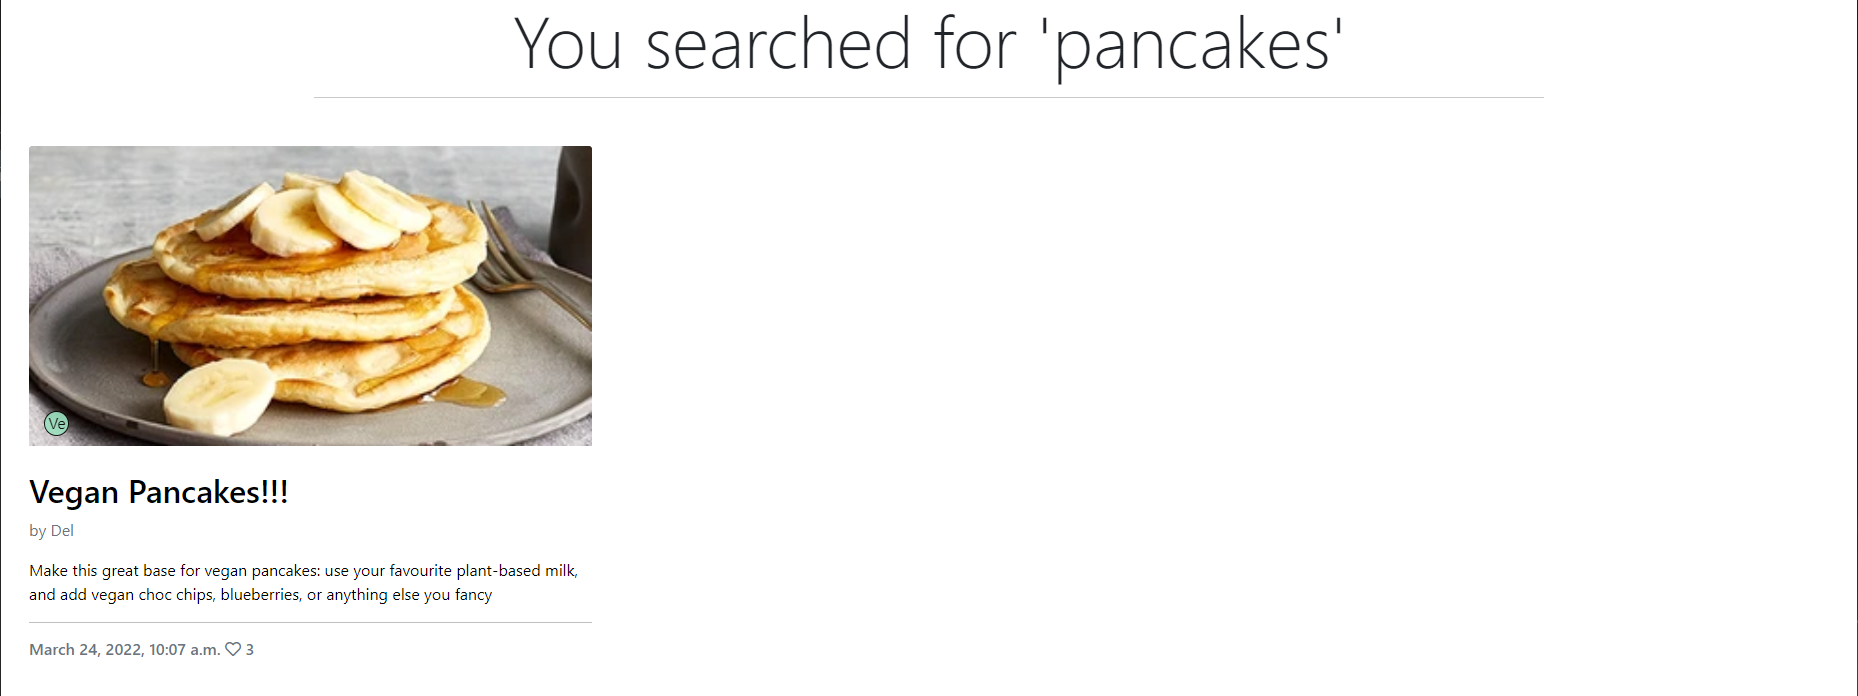 You searched for 'pancakes'
Ve
Vegan Pancakes!!!
by Del
Make this great base for vegan pancakes: use your favourite plant-based milk,
and add vegan choc chips, blueberries, or anything else you fancy
March 24, 2022, 10:07 a.m. 3